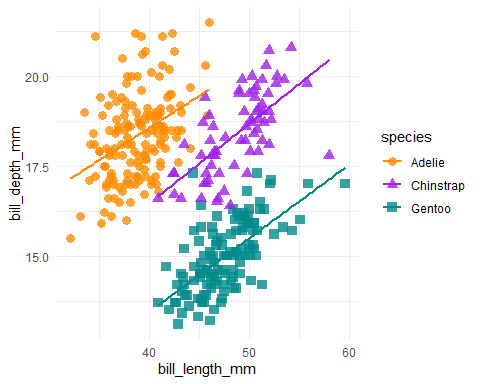 bill_depth_mm
20.0
17.5
15.0
40
50
60
bill_length_mm
species
Adelie
Chinstrap
Gentoo